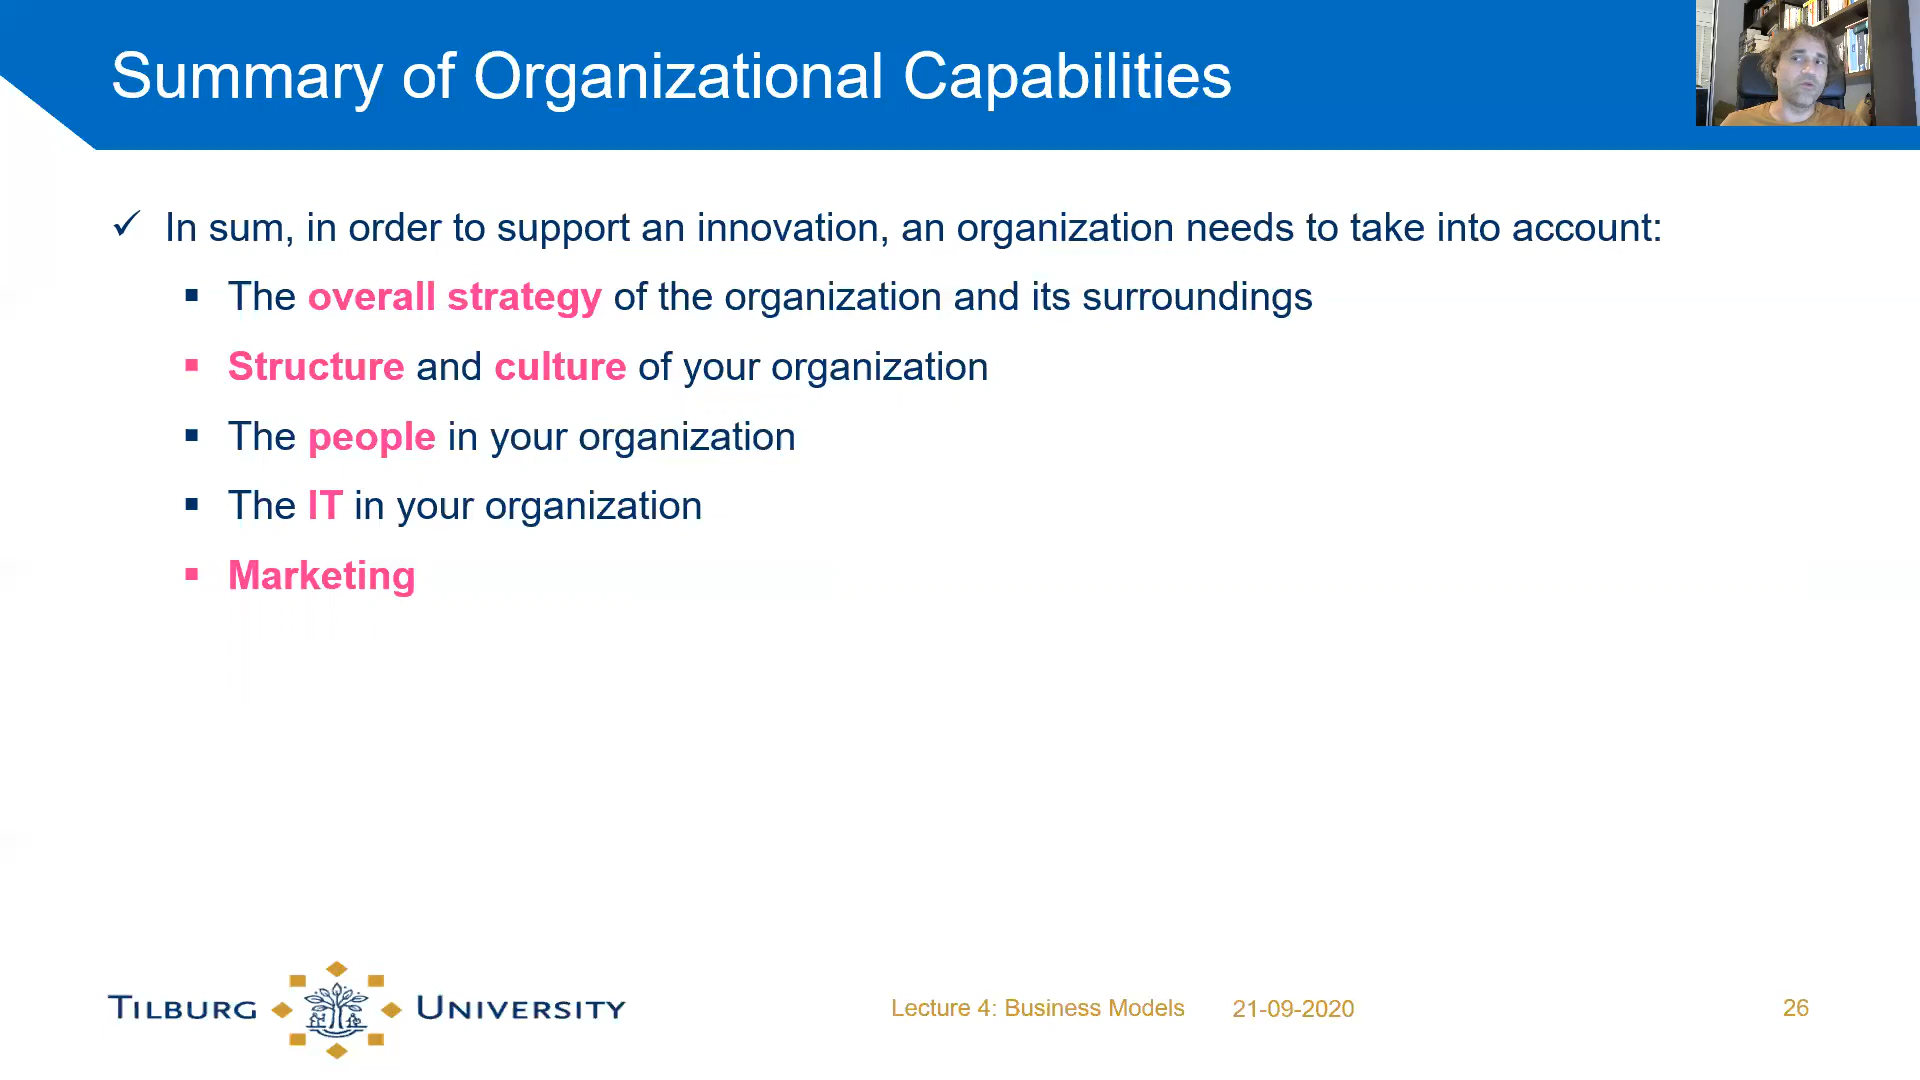 Summary of Organizational Capabilities
✓ In sum, in order to support an innovation, an organization needs to take into account:
▪ The overall strategy of the organization and its surroundings
▪ Structure and culture of your organization
▪ The people in your organization
▪ The IT in your organization
▪ Marketing
TILBURG UNIVERSITY
Lecture 4: Business Models 21-09-2020 26